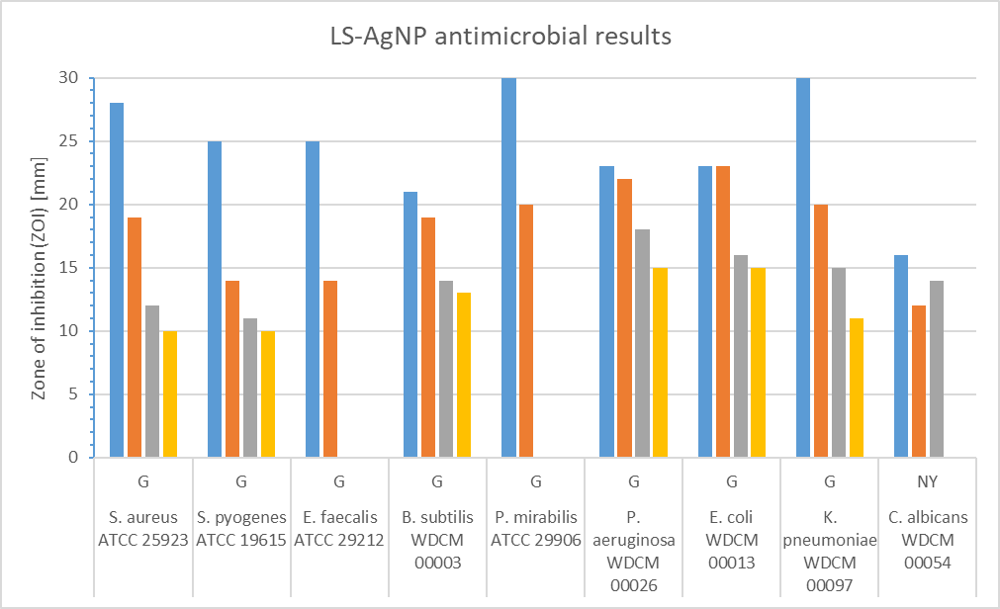 LS-AgNP antimicrobial results
Zone of inhibition (ZOI) [mm]
30
25
20
15
10
5
0
G G G G G G G G NY
S. aureus ATCC 25923
S. pyogenes ATCC 19615
E. faecalis ATCC 29212
B. subtilis WDCM 00003
P. mirabilis ATCC 29906
P. aeruginosa WDCM 00026
E. coli WDCM 00013
K. pneumoniae WDCM 00097
C. albicans WDCM 00054